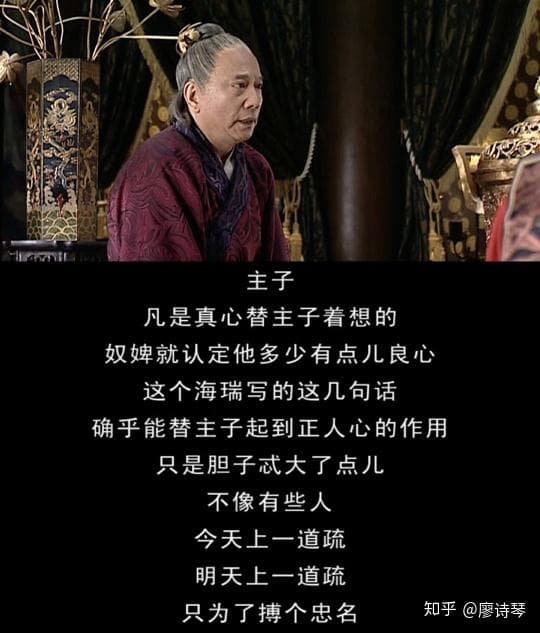 主子
凡是真心替主子着想的
奴婢就认定他多少有点儿良心
这个海瑞写的这几句话
确乎能替主子起到正人心的作用
只是胆子忒大了点儿
不像有些人
今天上一道疏
明天上一道疏
只为了搏个忠名
知乎 @廖诗琴